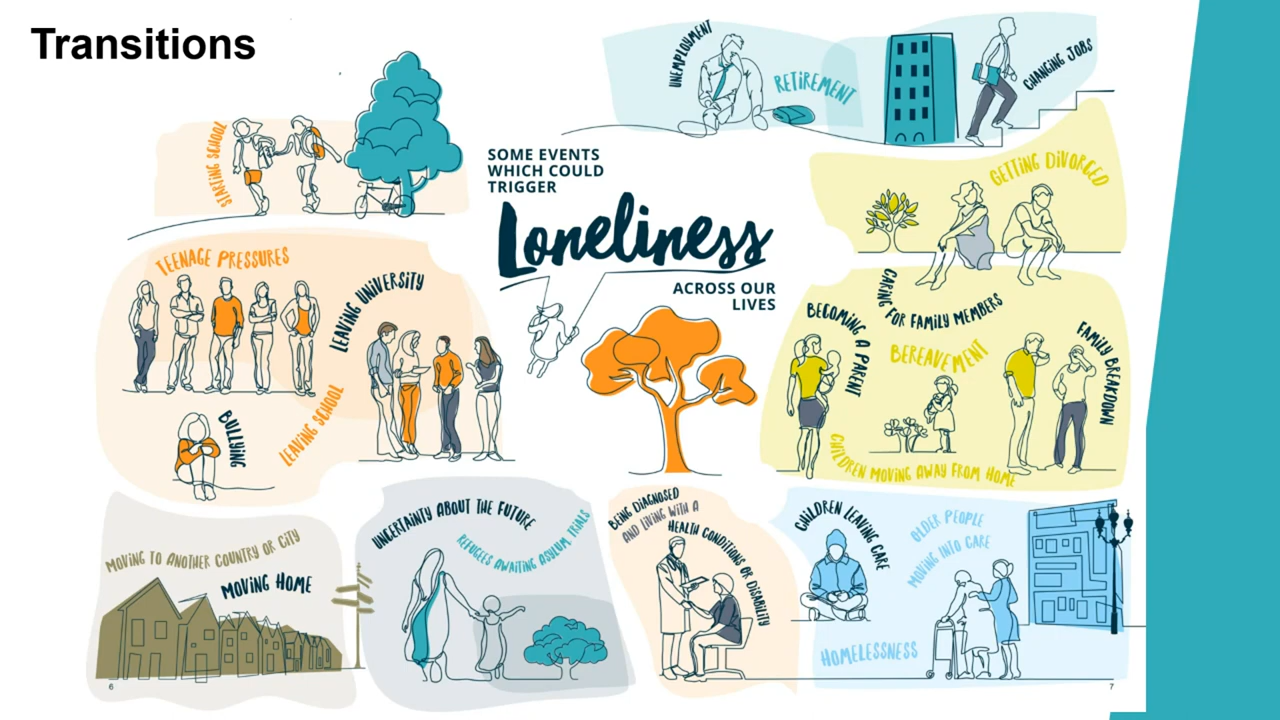 Transitions
STARTING SCHOOL
SOME EVENTS
WHICH COULD
TRIGGER
Loneliness
ACROSS OUR
LIVES
UNEMPLOYMENT
RETIREMENT
CHANGING JOBS
GETTING DIVORCED
TEENAGE PRESSURES
LEAVING UNIVERSITY
BULLYING
LEAVING SCHOOL
CARING FOR FAMILY MEMBERS
BECOMING A PARENT
BEREAVEMENT
FAMILY BREAKDOWN
CHILDREN MOVING AWAY FROM HOME
MOVING TO ANOTHER COUNTRY OR CITY
MOVING HOME
UNCERTAINTY ABOUT THE FUTURE
REFUGEES AWAITING ASYLUM TRIALS
BEING DIAGNOSED
AND LIVING WITH A
HEALTH CONDITIONS OR DISABILITY
CHILDREN LEAVING CARE
OLDER PEOPLE
MOVING INTO CARE
HOMELESSNESS
6
7